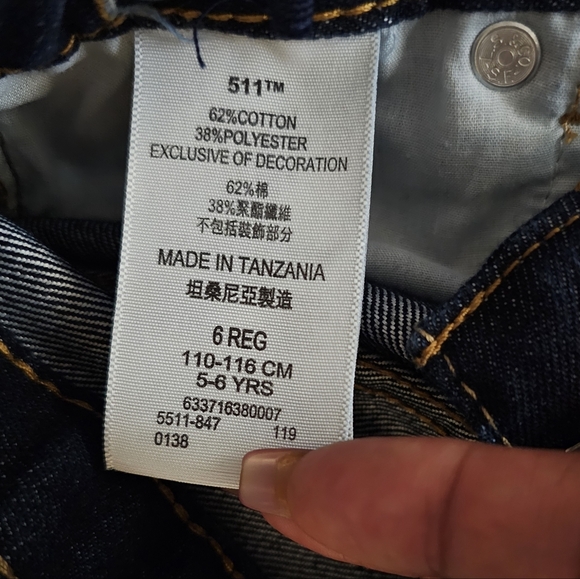 511™
62%COTTON
38%POLYESTER
EXCLUSIVE OF DECORATION
62%棉
38%聚酯纖維
不包括裝飾部分
MADE IN TANZANIA
坦桑尼亞製造
6 REG
110-116 CM
5-6 YRS
633716380007
5511-847 119
0138